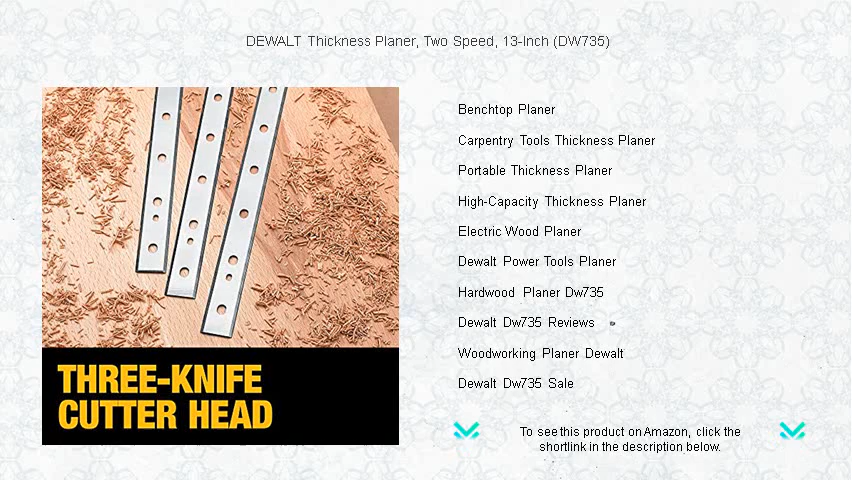 DEWALT Thickness Planer, Two Speed, 13-Inch (DW735)
THREE-KNIFE
CUTTER HEAD
Benchtop Planer
Carpentry Tools Thickness Planer
Portable Thickness Planer
High-Capacity Thickness Planer
Electric Wood Planer
Dewalt Power Tools Planer
Hardwood Planer Dw735
Dewalt Dw735 Reviews
Woodworking Planer Dewalt
Dewalt Dw735 Sale
To see this product on Amazon, click the
shortlink in the description below.